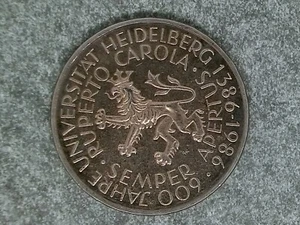 600 JAHRE UNIVERSITÄT HEIDELBERG 1386-1986
RUPERTO CAROLA · SEMPER APERTUS ·